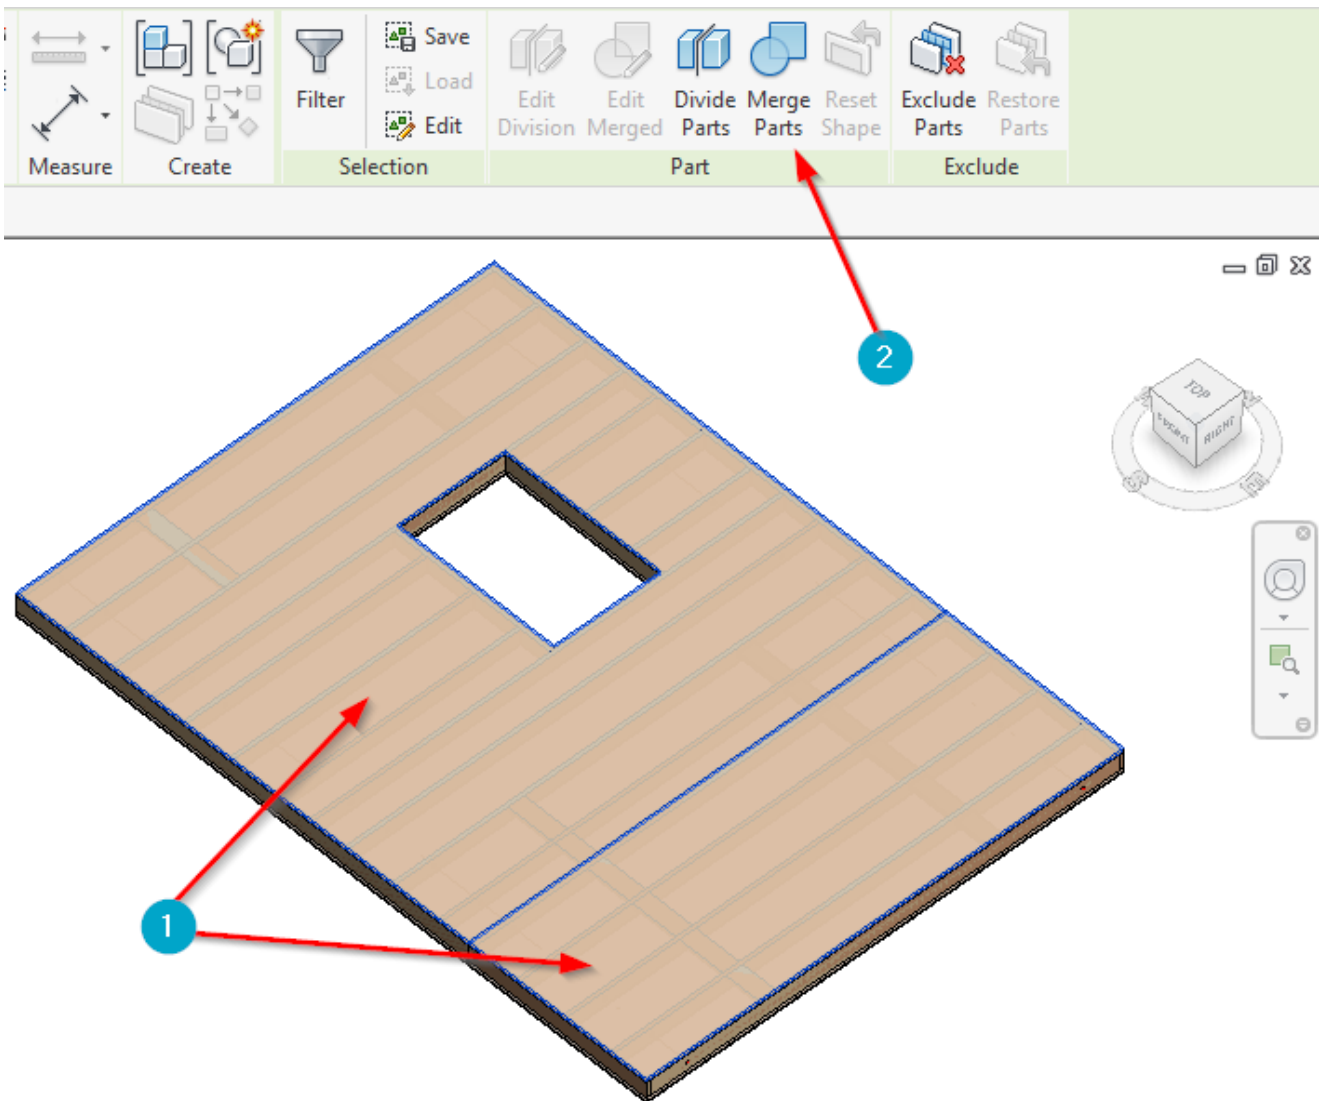 Save
Load
Edit
Filter
Edit Division
Edit Merged
Divide Parts
Merge Parts
Reset Shape
Exclude Parts
Restore Parts
Measure
Create
Selection
Part
Exclude
2
TOP
FRONT
RIGHT
S
E
1